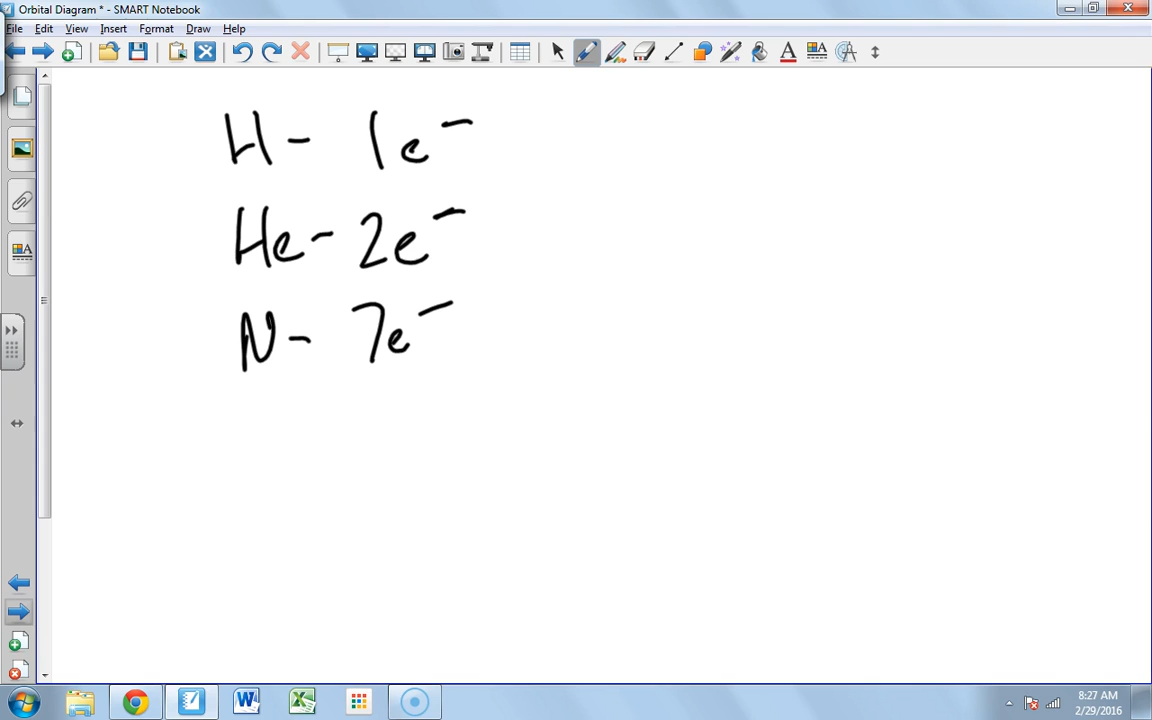 Orbital Diagram * - SMART Notebook
File Edit View Insert Format Draw Help
H - 1e⁻
He - 2e⁻
N - 7e⁻
8:27 AM
2/29/2016